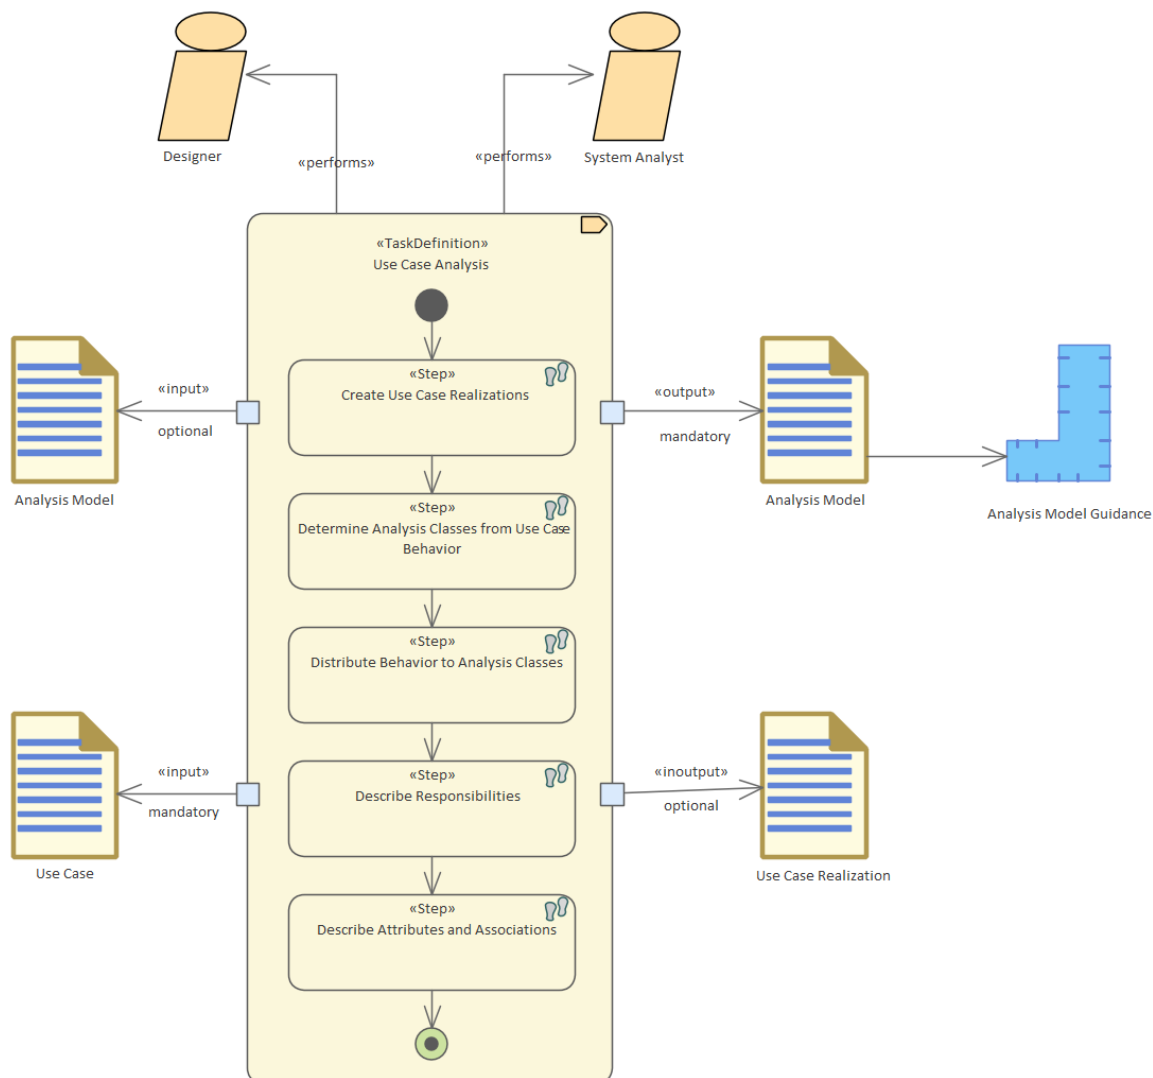 Designer
System Analyst
«performs»
«performs»
«TaskDefinition»
Use Case Analysis
«Step»
Create Use Case Realizations
«input»
optional
Analysis Model
«output»
mandatory
Analysis Model
Analysis Model Guidance
«Step»
Determine Analysis Classes from Use Case
Behavior
«Step»
Distribute Behavior to Analysis Classes
«input»
mandatory
Use Case
«Step»
Describe Responsibilities
«inoutput»
optional
Use Case Realization
«Step»
Describe Attributes and Associations